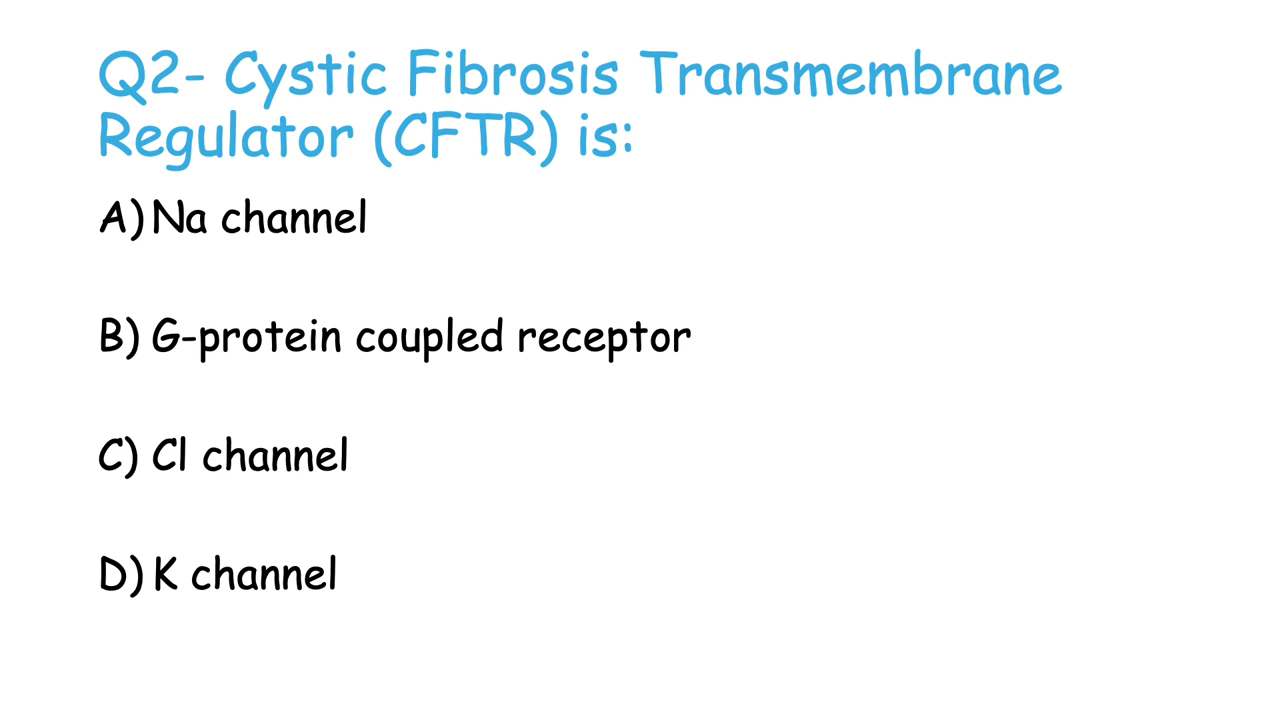 Q2- Cystic Fibrosis Transmembrane
Regulator (CFTR) is:
A) Na channel
B) G-protein coupled receptor
C) Cl channel
D) K channel